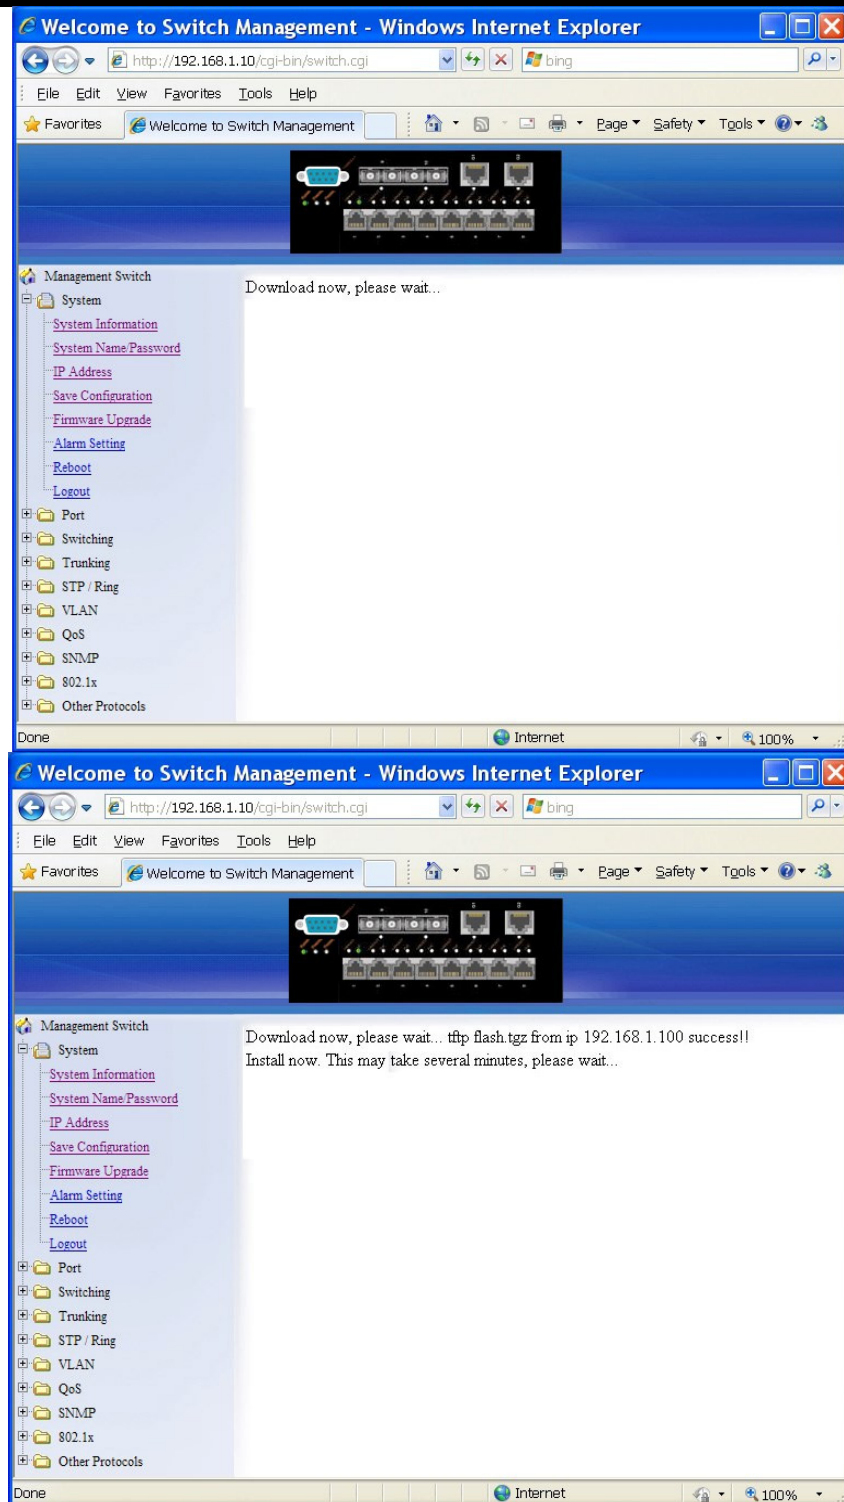 Welcome to Switch Management - Windows Internet Explorer
http://192.168.1.10/cgi-bin/switch.cgi bing
File Edit View Favorites Tools Help
Favorites Welcome to Switch Management Page Safety Tools
Management Switch
System
System Information
System Name/Password
IP Address
Save Configuration
Firmware Upgrade
Alarm Setting
Reboot
Logout
Port
Switching
Trunking
STP / Ring
VLAN
QoS
SNMP
802.1x
Other Protocols
Download now, please wait...
Done Internet 100%
Welcome to Switch Management - Windows Internet Explorer
http://192.168.1.10/cgi-bin/switch.cgi bing
File Edit View Favorites Tools Help
Favorites Welcome to Switch Management Page Safety Tools
Management Switch
System
System Information
System Name/Password
IP Address
Save Configuration
Firmware Upgrade
Alarm Setting
Reboot
Logout
Port
Switching
Trunking
STP / Ring
VLAN
QoS
SNMP
802.1x
Other Protocols
Download now, please wait... tftp flash.tgz from ip 192.168.1.100 success!!
Install now. This may take several minutes, please wait...
Done Internet 100%